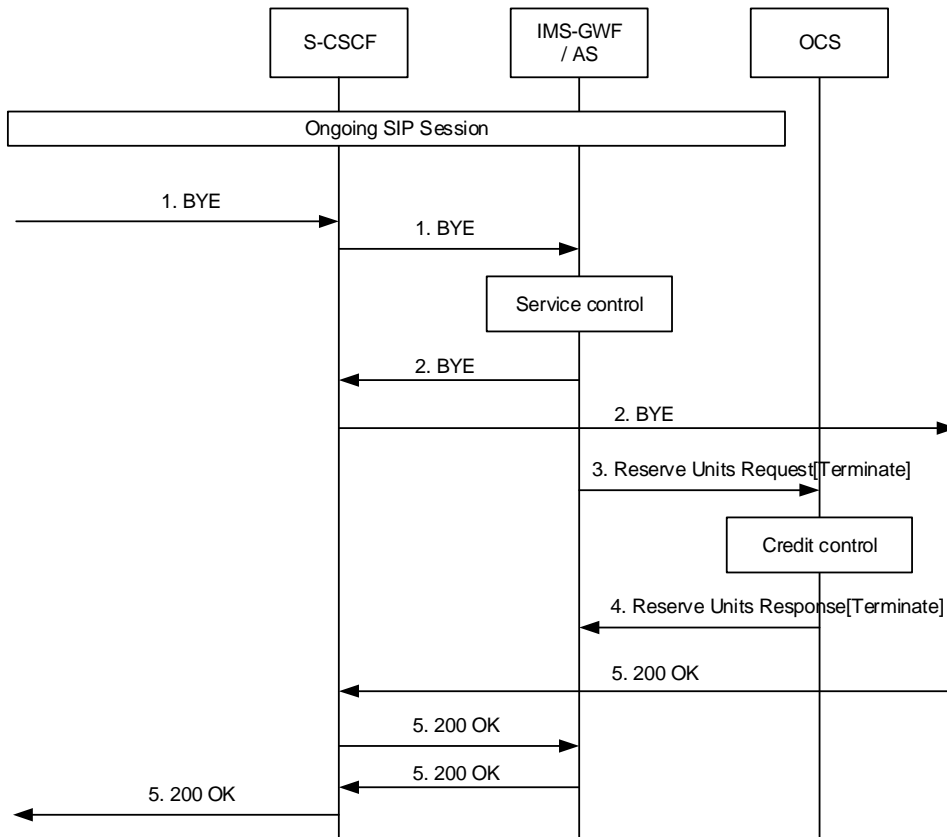 S-CSCF
IMS-GWF
/ AS
OCS
Ongoing SIP Session
1. BYE
1. BYE
Service control
2. BYE
2. BYE
3. Reserve Units Request[Terminate]
Credit control
4. Reserve Units Response[Terminate]
5. 200 OK
5. 200 OK
5. 200 OK
5. 200 OK